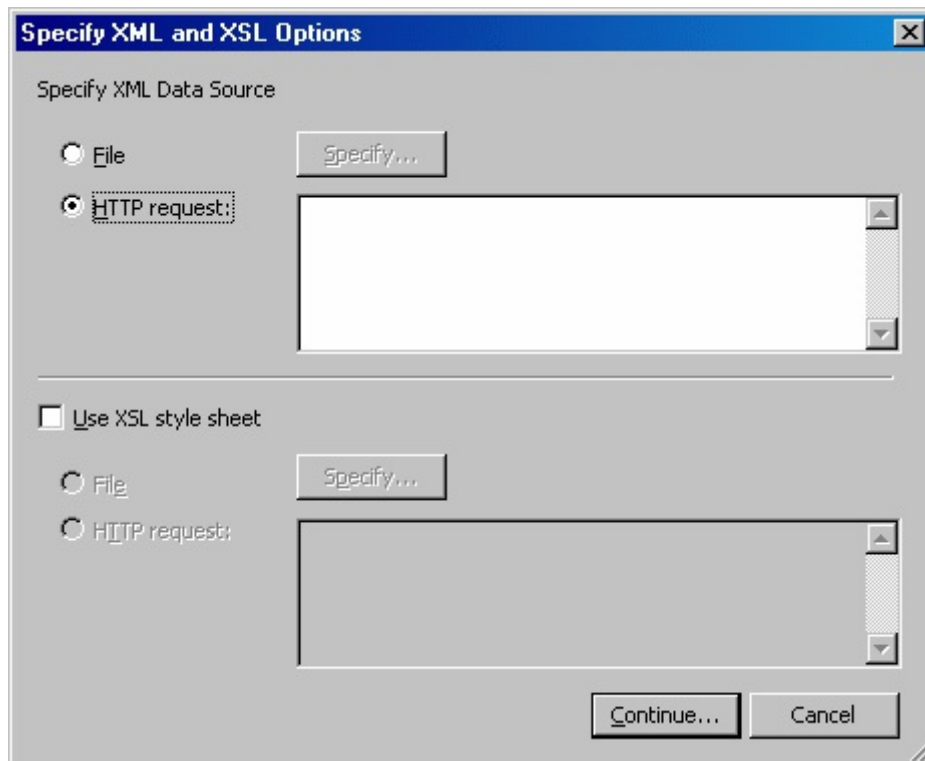 Specify XML and XSL Options
Specify XML Data Source
File
Specify...
HTTP request:
Use XSL style sheet
File
Specify...
HTTP request:
Continue...
Cancel